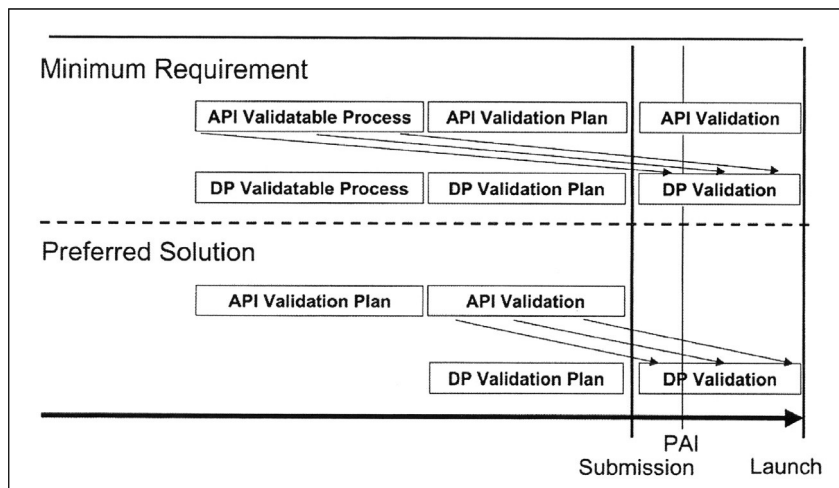 Minimum Requirement
API Validatable Process API Validation Plan API Validation
DP Validatable Process DP Validation Plan DP Validation
Preferred Solution
API Validation Plan API Validation
DP Validation Plan DP Validation
PAI
Submission Launch